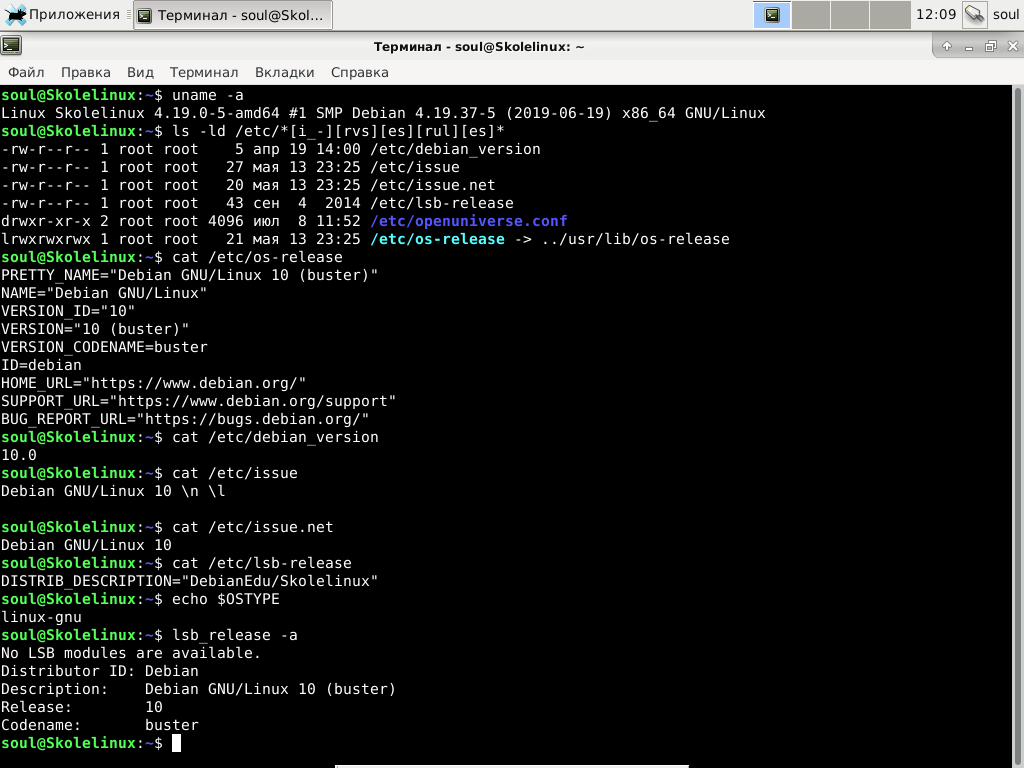 Приложения
Терминал - soul@Skol...
12:09
soul
Терминал - soul@Skolelinux: ~
Файл Правка Вид Терминал Вкладки Справка
soul@Skolelinux:~$ uname -a
Linux Skolelinux 4.19.0-5-amd64 #1 SMP Debian 4.19.37-5 (2019-06-19) x86_64 GNU/Linux
soul@Skolelinux:~$ ls -ld /etc/*[i_-][rvs][es][rul][es]*
-rw-r--r-- 1 root root    5 апр 19 14:00 /etc/debian_version
-rw-r--r-- 1 root root   27 мая 13 23:25 /etc/issue
-rw-r--r-- 1 root root   20 мая 13 23:25 /etc/issue.net
-rw-r--r-- 1 root root   43 сен  4  2014 /etc/lsb-release
drwxr-xr-x 2 root root 4096 июл  8 11:52 /etc/openuniverse.conf
lrwxrwxrwx 1 root root   21 мая 13 23:25 /etc/os-release -> ../usr/lib/os-release
soul@Skolelinux:~$ cat /etc/os-release
PRETTY_NAME="Debian GNU/Linux 10 (buster)"
NAME="Debian GNU/Linux"
VERSION_ID="10"
VERSION="10 (buster)"
VERSION_CODENAME=buster
ID=debian
HOME_URL="https://www.debian.org/"
SUPPORT_URL="https://www.debian.org/support"
BUG_REPORT_URL="https://bugs.debian.org/"
soul@Skolelinux:~$ cat /etc/debian_version
10.0
soul@Skolelinux:~$ cat /etc/issue
Debian GNU/Linux 10 \n \l
soul@Skolelinux:~$ cat /etc/issue.net
Debian GNU/Linux 10
soul@Skolelinux:~$ cat /etc/lsb-release
DISTRIB_DESCRIPTION="DebianEdu/Skolelinux"
soul@Skolelinux:~$ echo $OSTYPE
linux-gnu
soul@Skolelinux:~$ lsb_release -a
No LSB modules are available.
Distributor ID: Debian
Description:    Debian GNU/Linux 10 (buster)
Release:        10
Codename:       buster
soul@Skolelinux:~$